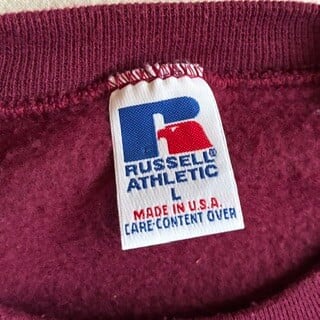 R
RUSSELL
ATHLETIC
L
MADE IN U.S.A.
CARE-CONTENT OVER